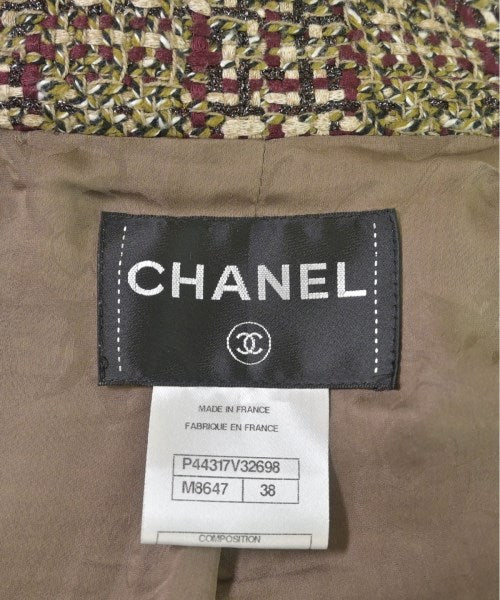 CHANEL
MADE IN FRANCE
FABRIQUE EN FRANCE
P44317V32698
M8647 38
COMPOSITION